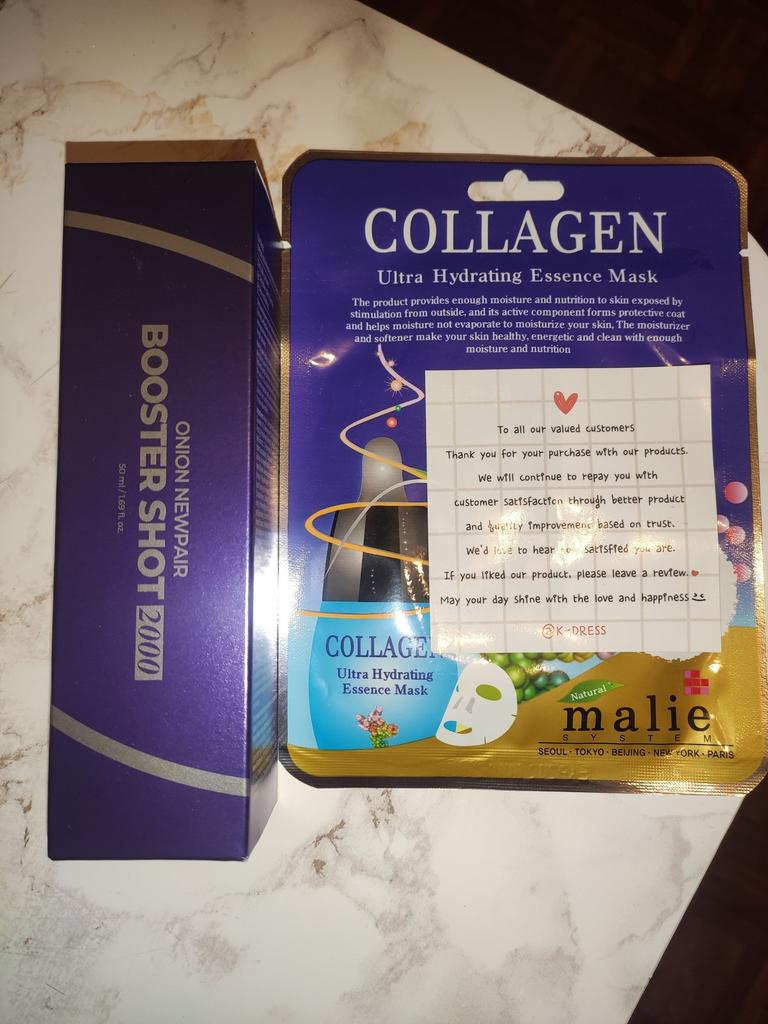 ONION NEWPAIR
BOOSTER SHOT 2000
50 ml / 1.69 fl. oz.
COLLAGEN
Ultra Hydrating Essence Mask
The product provides enough moisture and nutrition to skin exposed by
stimulation from outside, and its active component forms protective coat
and helps moisture not evaporate to moisturize your skin. The moisturizer
and softener make your skin healthy, energetic and clean with enough
moisture and nutrition
To all our valued customers
Thank you for your purchase with our products.
We will continue to repay you with
customer satisfaction through better product
and quality improvement based on trust.
We'd love to hear satisfied you are.
If you liked our product, please leave a review.
May your day shine with the love and happiness
@K-DRESS
COLLAGEN
Ultra Hydrating
Essence Mask
Natural
malie
SYSTEM
SEOUL · TOKYO · BEIJING · NEW YORK · PARIS